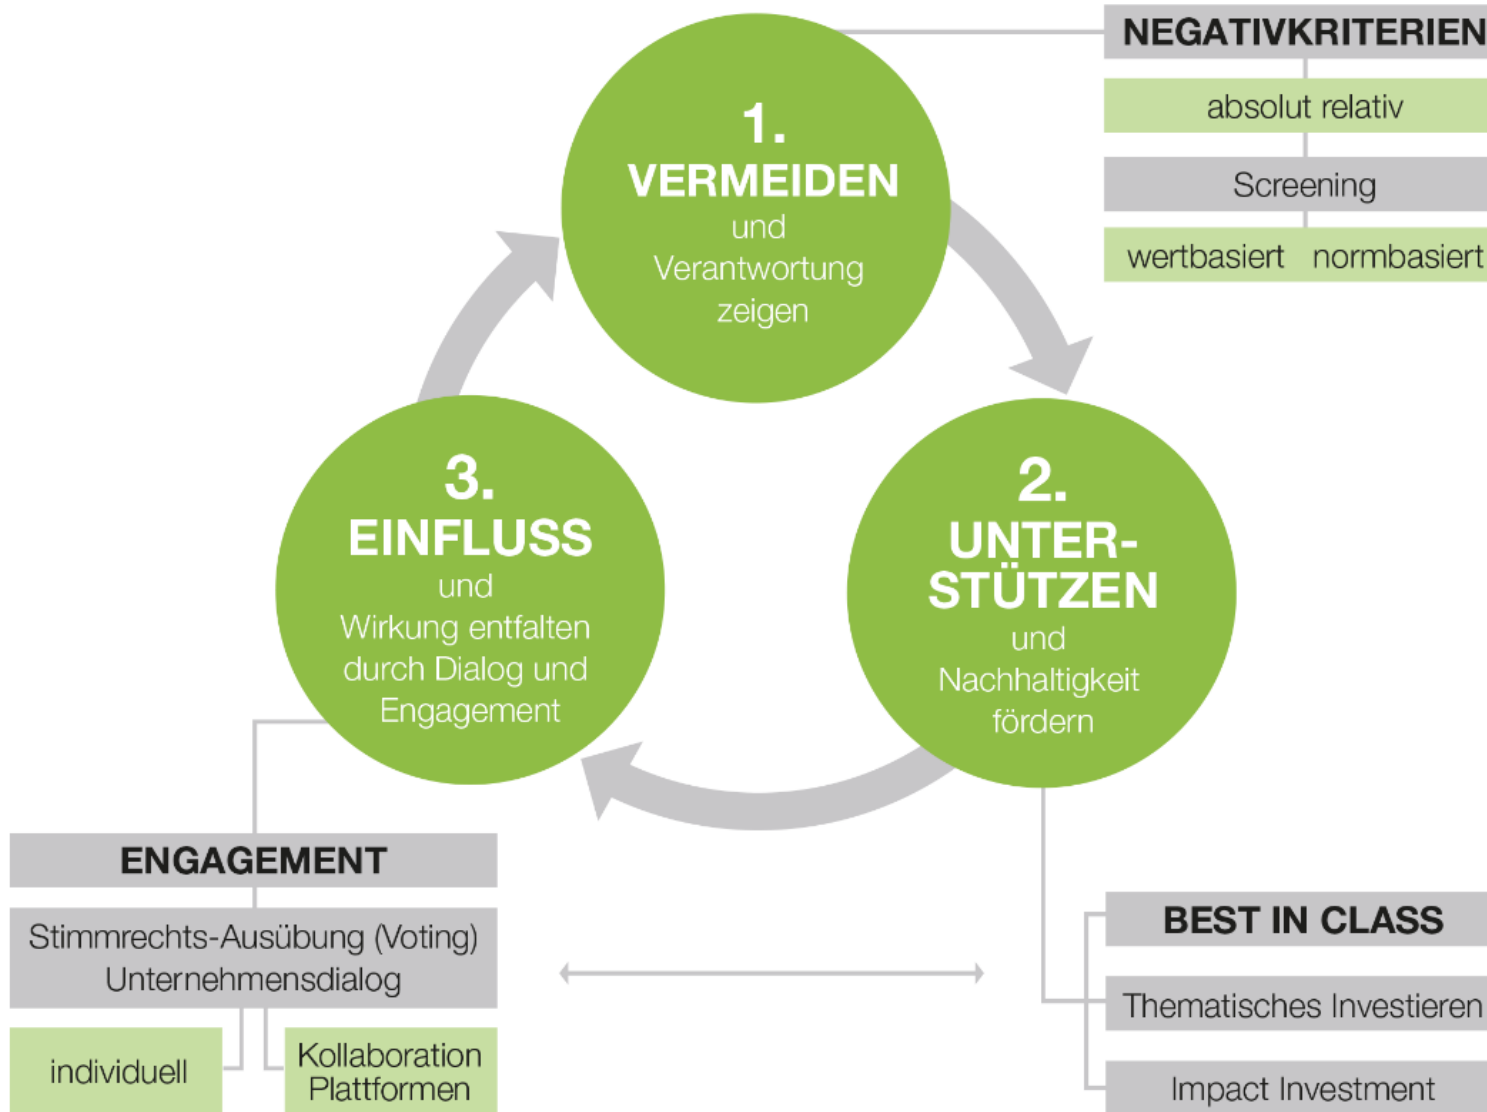 NEGATIVKRITERIEN
absolut relativ
Screening
wertbasiert normbasiert
1.
VERMEIDEN
und
Verantwortung
zeigen
2.
UNTER-
STÜTZEN
und
Nachhaltigkeit
fördern
3.
EINFLUSS
und
Wirkung entfalten
durch Dialog und
Engagement
ENGAGEMENT
Stimmrechts-Ausübung (Voting)
Unternehmensdialog
individuell
Kollaboration
Plattformen
BEST IN CLASS
Thematisches Investieren
Impact Investment